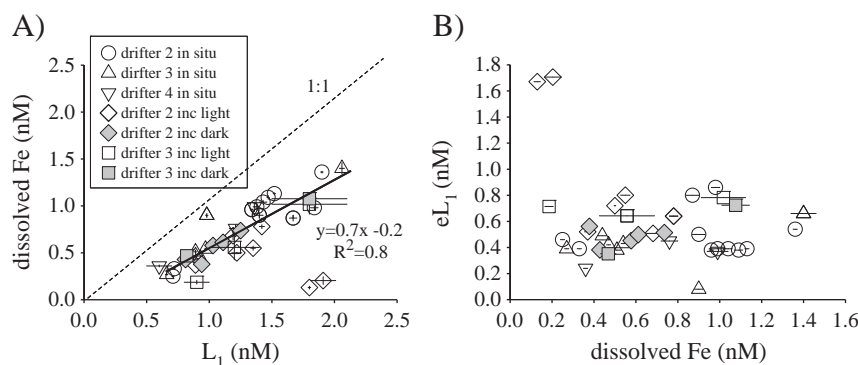 A)
drifter 2 in situ
drifter 3 in situ
drifter 4 in situ
drifter 2 inc light
drifter 2 inc dark
drifter 3 inc light
drifter 3 inc dark
1:1
y=0.7x -0.2
R²=0.8
dissolved Fe (nM)
2.5
2.0
1.5
1.0
0.5
0.0
0.0 0.5 1.0 1.5 2.0 2.5
L₁ (nM)
B)
eL₁ (nM)
1.8
1.6
1.4
1.2
1.0
0.8
0.6
0.4
0.2
0.0
0.0 0.2 0.4 0.6 0.8 1.0 1.2 1.4 1.6
dissolved Fe (nM)